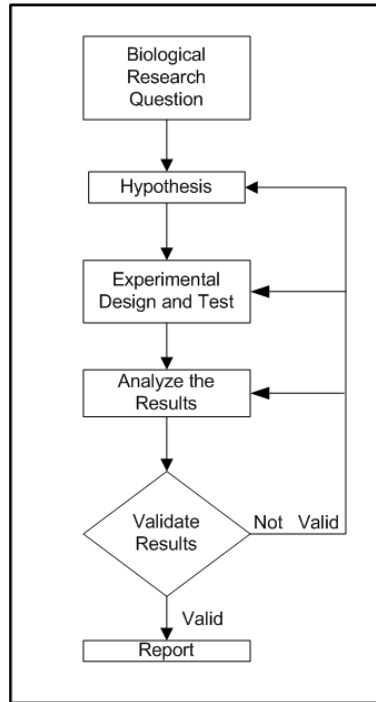 Biological
Research
Question
Hypothesis
Experimental
Design and Test
Analyze the
Results
Validate
Results
Not Valid
Valid
Report